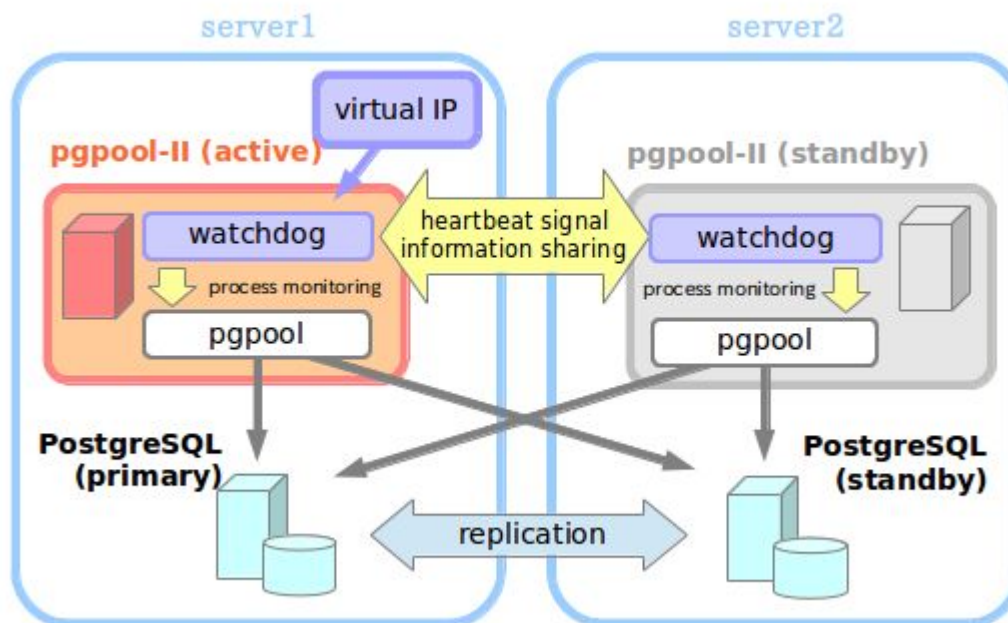 server1
server2
virtual IP
pgpool-II (active)
pgpool-II (standby)
watchdog
heartbeat signal
information sharing
watchdog
process monitoring
process monitoring
pgpool
pgpool
PostgreSQL
(primary)
PostgreSQL
(standby)
replication